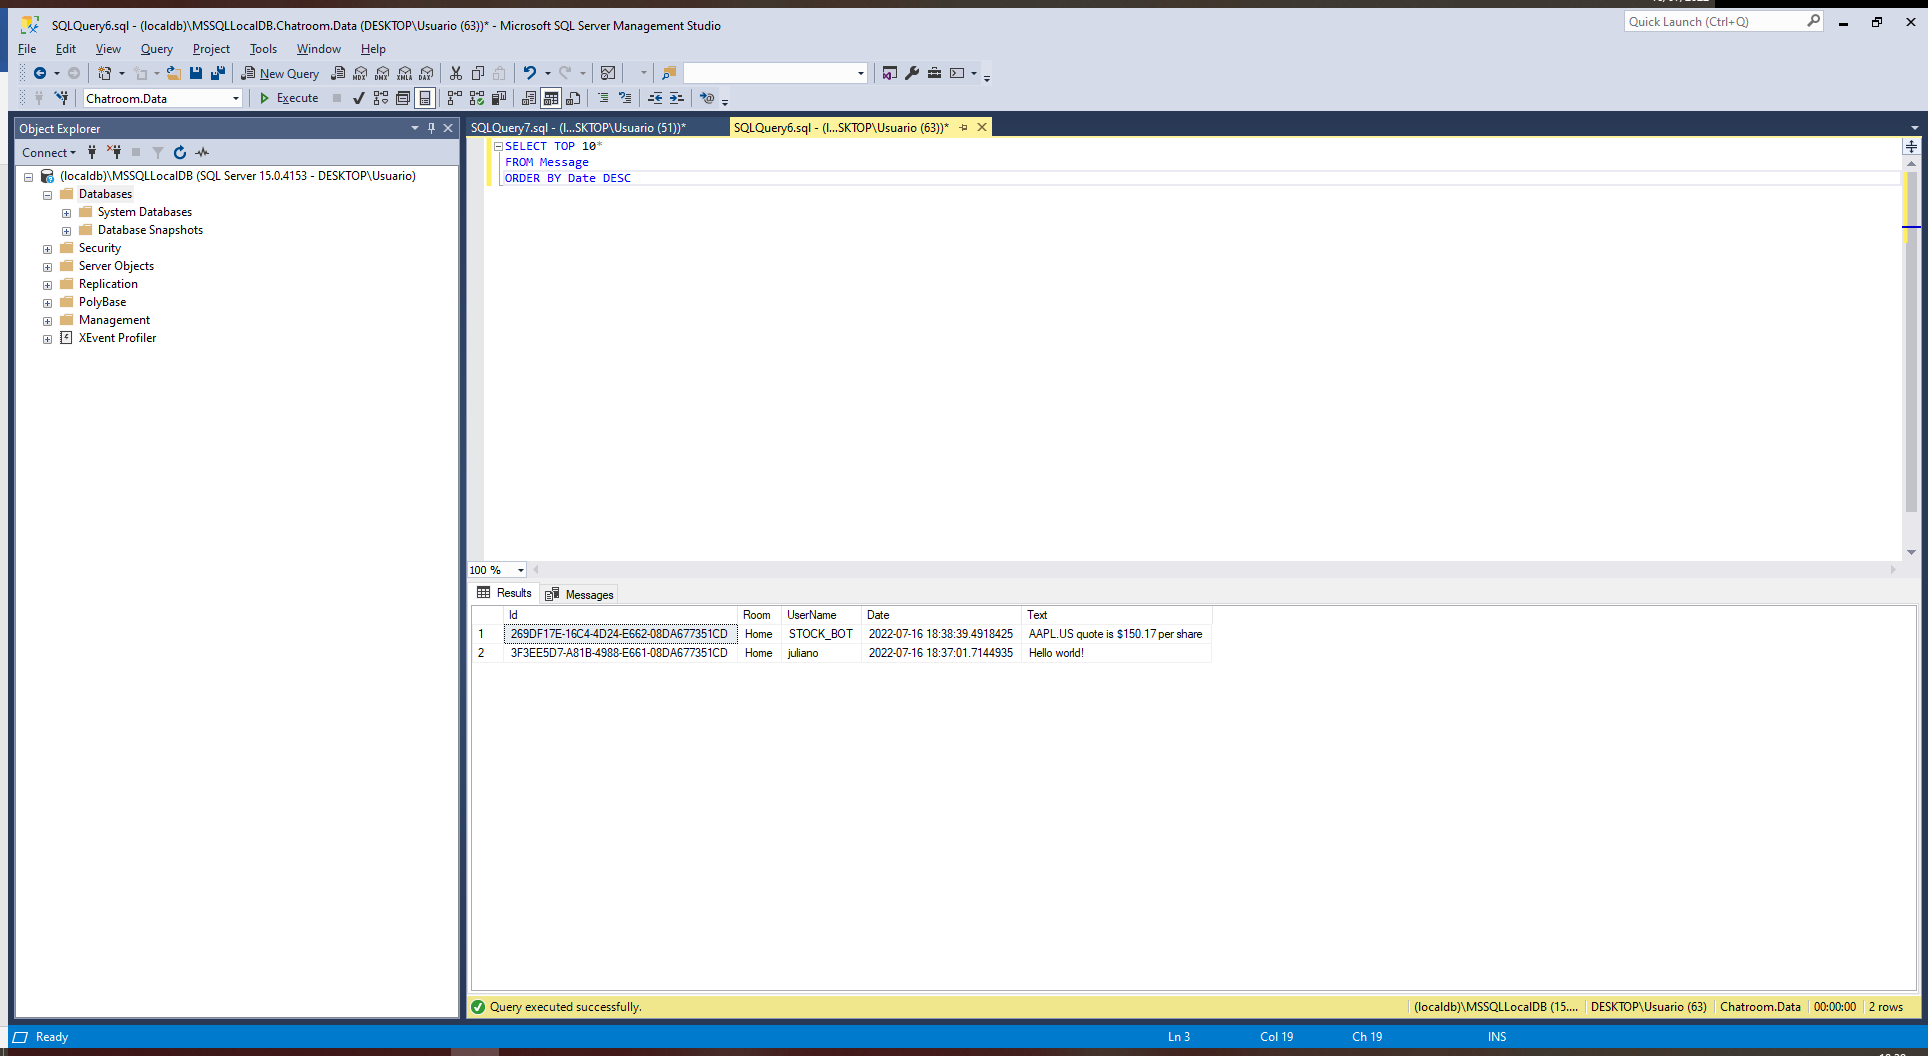 SQLQuery6.sql - (localdb)\MSSQLLocalDB.Chatroom.Data (DESKTOP\Usuario (63))* - Microsoft SQL Server Management Studio
Quick Launch (Ctrl+Q)
File Edit View Query Project Tools Window Help
New Query MDX DMX XMLA DAX
Chatroom.Data Execute
Object Explorer
Connect
(localdb)\MSSQLLocalDB (SQL Server 15.0.4153 - DESKTOP\Usuario)
Databases
System Databases
Database Snapshots
Security
Server Objects
Replication
PolyBase
Management
XEvent Profiler
SQLQuery7.sql - (l...SKTOP\Usuario (51))* SQLQuery6.sql - (l...SKTOP\Usuario (63))*
SELECT TOP 10*
FROM Message
ORDER BY Date DESC
100 %
Results Messages
Id Room UserName Date Text
1 269DF17E-16C4-4D24-E662-08DA677351CD Home STOCK_BOT 2022-07-16 18:38:39.4918425 AAPL.US quote is $150.17 per share
2 3F3EE5D7-A81B-4988-E661-08DA677351CD Home juliano 2022-07-16 18:37:01.7144935 Hello world!
Query executed successfully. (localdb)\MSSQLLocalDB (15.... DESKTOP\Usuario (63) Chatroom.Data 00:00:00 2 rows
Ready Ln 3 Col 19 Ch 19 INS